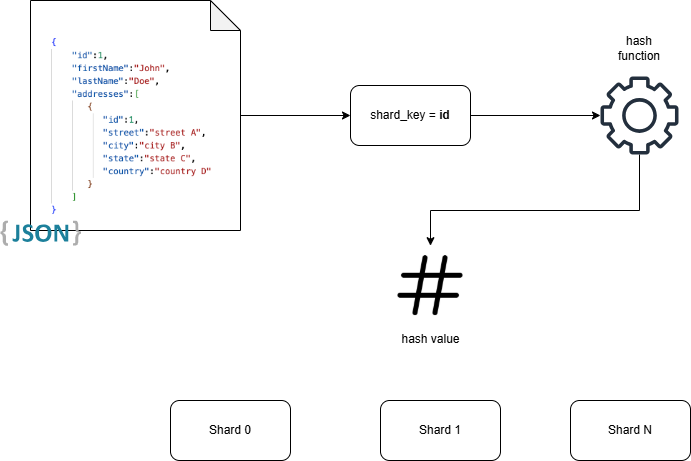 {
"id":1,
"firstName":"John",
"lastName":"Doe",
"addresses":[
{
"id":1,
"street":"street A",
"city":"city B",
"state":"state C",
"country":"country D"
}
]
}
{JSON}
shard_key = id
hash
function
#
hash value
Shard 0
Shard 1
Shard N